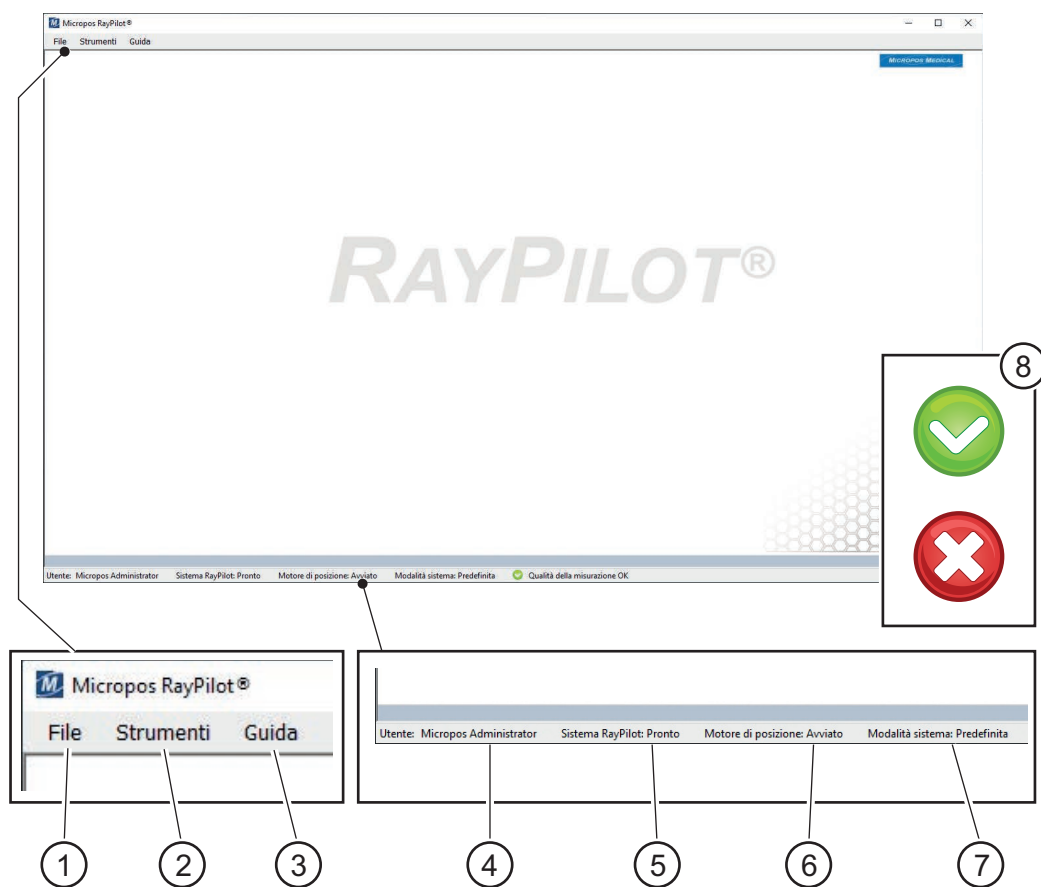 Micropos RayPilot®
File Strumenti Guida
MICROPOS MEDICAL
RAYPILOT®
8
Utente: Micropos Administrator Sistema RayPilot: Pronto Motore di posizione: Avviato Modalità sistema: Predefinita Qualità della misurazione OK
M Micropos RayPilot®
File Strumenti Guida
Utente: Micropos Administrator Sistema RayPilot: Pronto Motore di posizione: Avviato Modalità sistema: Predefinita
1 2 3 4 5 6 7